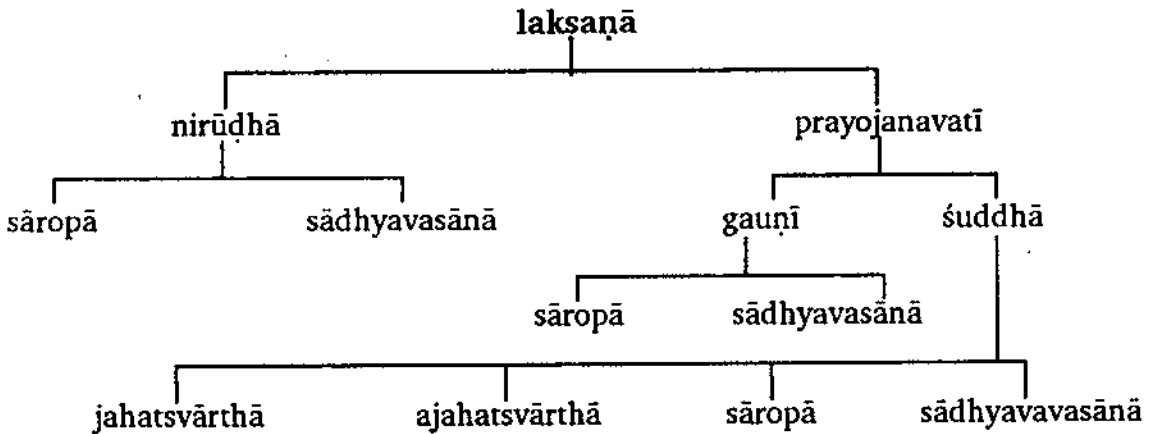 lakṣaṇā
nirūḍhā prayojanavatī
sāropā sādhyavasānā gauṇī śuddhā
sāropā sādhyavasānā
jahatsvārthā ajahatsvārthā sāropā sādhyavavasānā